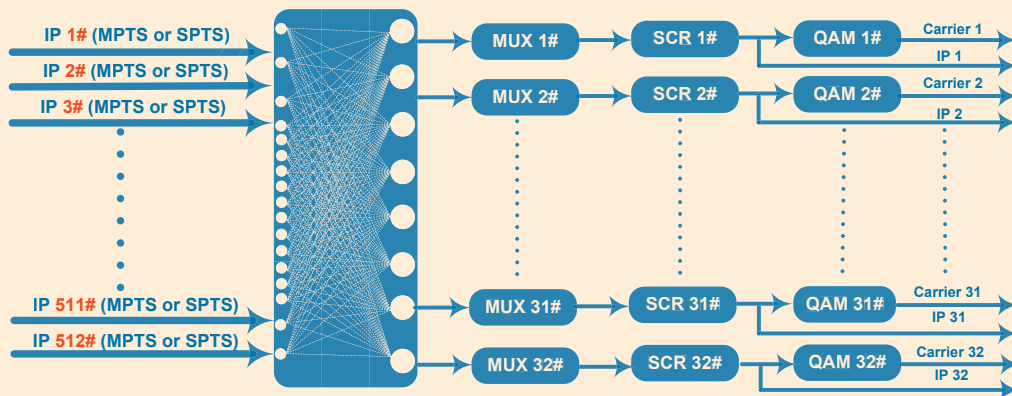 IP 1# (MPTS or SPTS)
IP 2# (MPTS or SPTS)
IP 3# (MPTS or SPTS)
IP 511# (MPTS or SPTS)
IP 512# (MPTS or SPTS)
MUX 1#
SCR 1#
QAM 1#
Carrier 1
IP 1
MUX 2#
SCR 2#
QAM 2#
Carrier 2
IP 2
MUX 31#
SCR 31#
QAM 31#
Carrier 31
IP 31
MUX 32#
SCR 32#
QAM 32#
Carrier 32
IP 32